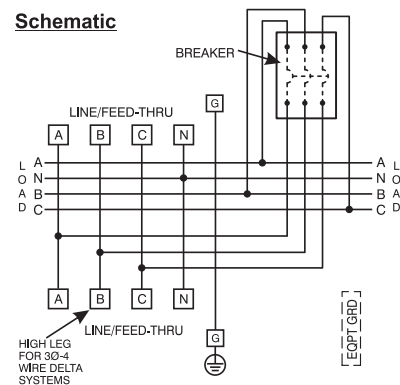 Schematic
BREAKER
G
LINE/FEED-THRU
A B C N
L O A D
A
N
B
C
A
N
B
C
L O A D
A B C N
LINE/FEED-THRU
G
HIGH LEG
FOR 3Ø-4
WIRE DELTA
SYSTEMS
EQPT GRD